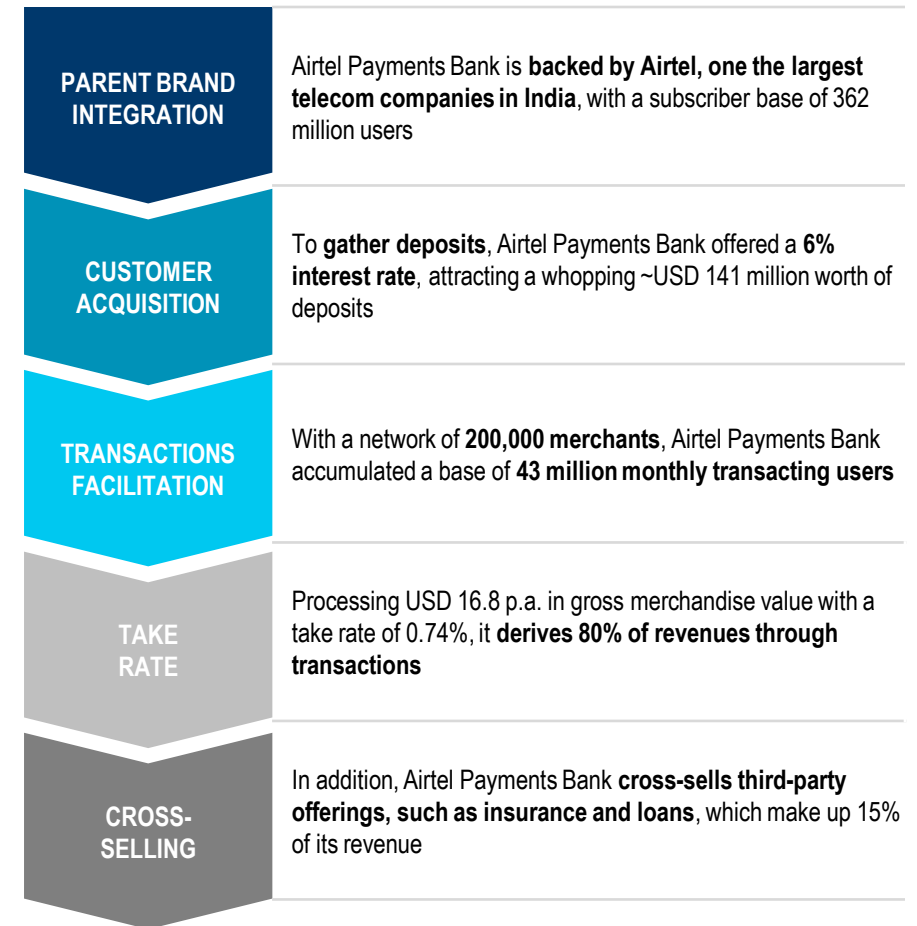 PARENT BRAND
INTEGRATION
Airtel Payments Bank is backed by Airtel, one the largest
telecom companies in India, with a subscriber base of 362
million users
CUSTOMER
ACQUISITION
To gather deposits, Airtel Payments Bank offered a 6%
interest rate, attracting a whopping ~USD 141 million worth of
deposits
TRANSACTIONS
FACILITATION
With a network of 200,000 merchants, Airtel Payments Bank
accumulated a base of 43 million monthly transacting users
TAKE
RATE
Processing USD 16.8 p.a. in gross merchandise value with a
take rate of 0.74%, it derives 80% of revenues through
transactions
CROSS-
SELLING
In addition, Airtel Payments Bank cross-sells third-party
offerings, such as insurance and loans, which make up 15%
of its revenue